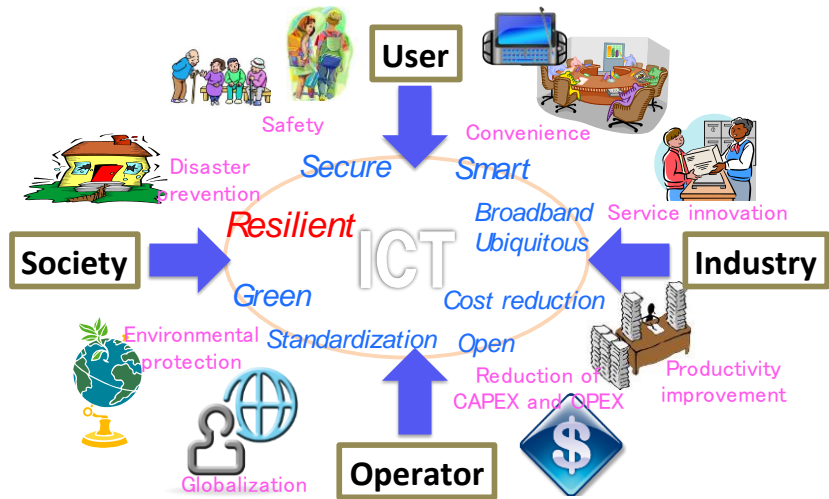 User
Safety
Convenience
Disaster
prevention
Secure
Smart
Resilient
Broadband
Ubiquitous
Service innovation
Society
ICT
Industry
Green
Cost reduction
Environmental
protection
Standardization
Open
Reduction of
CAPEX and OPEX
Productivity
improvement
$
Globalization
Operator